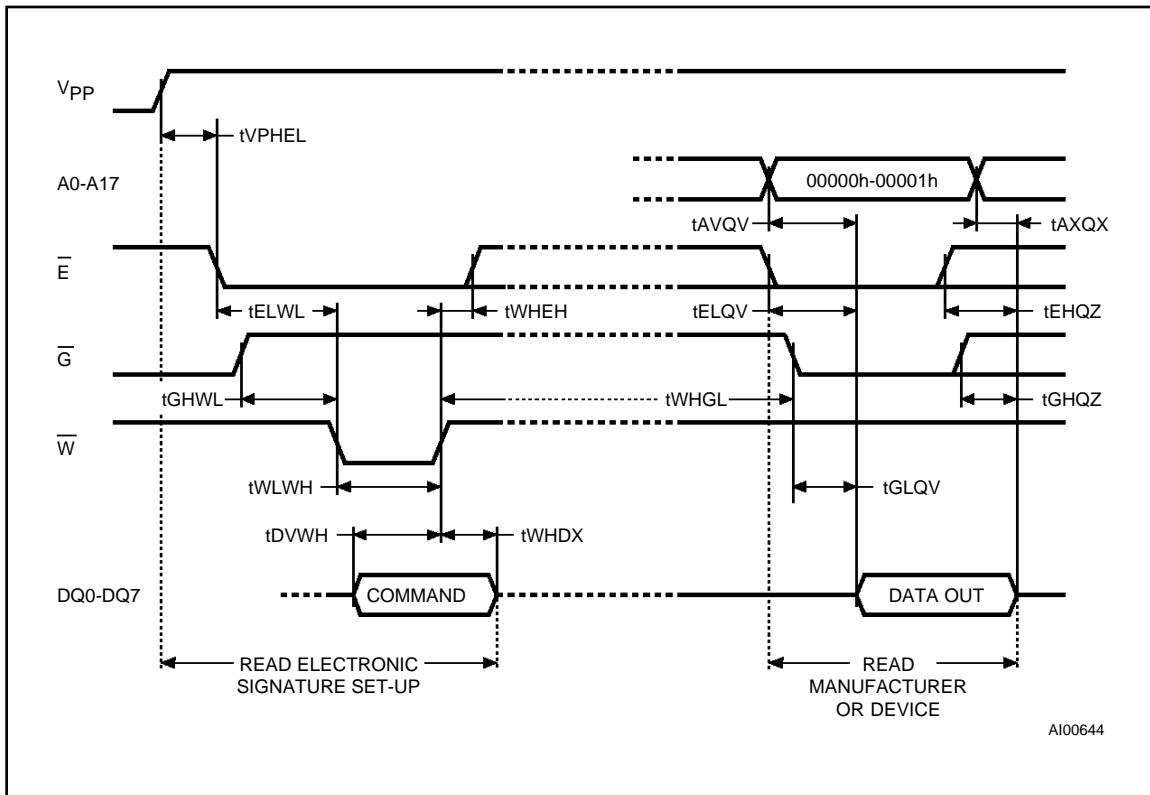 VPP
tVPHEL
A0-A17
00000h-00001h
tAVQV
tAXQX
E
tELWL
tWHEH
tELQV
tEHQZ
G
tGHWL
tWHGL
tGHQZ
W
tWLWH
tGLQV
tDVWH
tWHDX
DQ0-DQ7
COMMAND
DATA OUT
READ ELECTRONIC
SIGNATURE SET-UP
READ
MANUFACTURER
OR DEVICE
AI00644